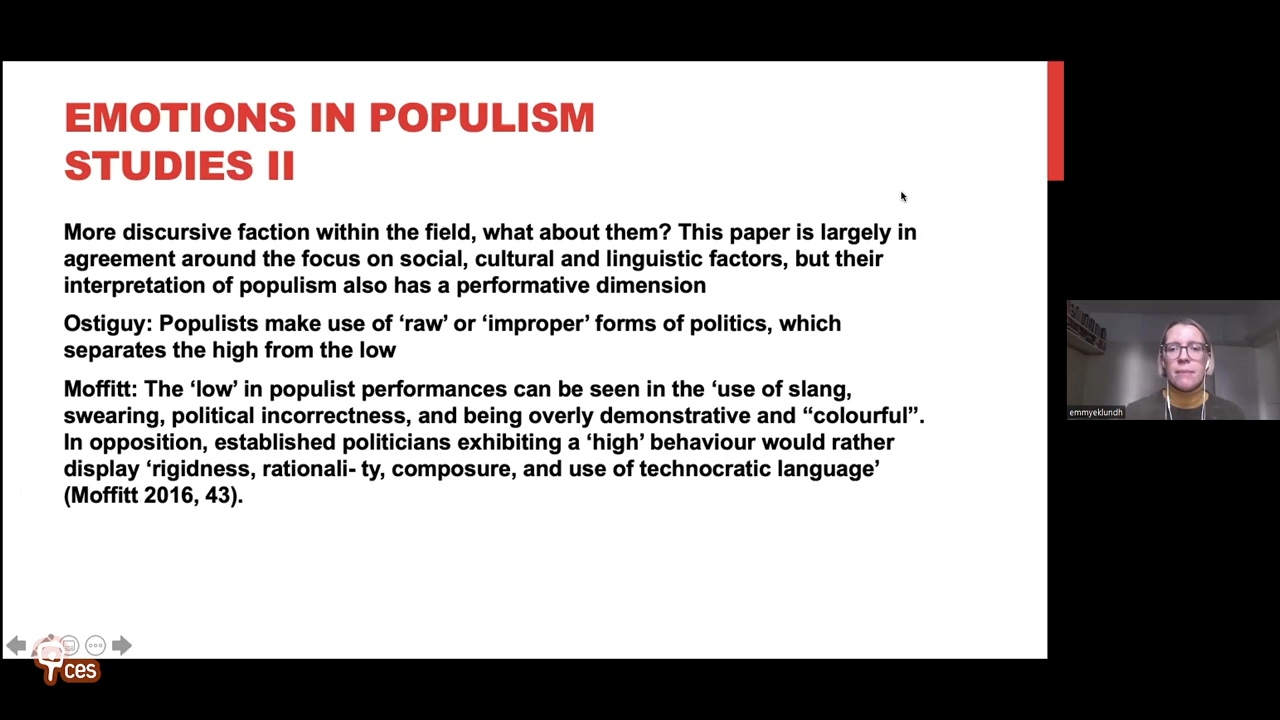 EMOTIONS IN POPULISM
STUDIES II
More discursive faction within the field, what about them? This paper is largely in
agreement around the focus on social, cultural and linguistic factors, but their
interpretation of populism also has a performative dimension
Ostiguy: Populists make use of ‘raw’ or ‘improper’ forms of politics, which
separates the high from the low
Moffitt: The ‘low’ in populist performances can be seen in the ‘use of slang,
swearing, political incorrectness, and being overly demonstrative and “colourful”.
In opposition, established politicians exhibiting a ‘high’ behaviour would rather
display ‘rigidness, rationali- ty, composure, and use of technocratic language’
(Moffitt 2016, 43).
emmyeklundh
ces